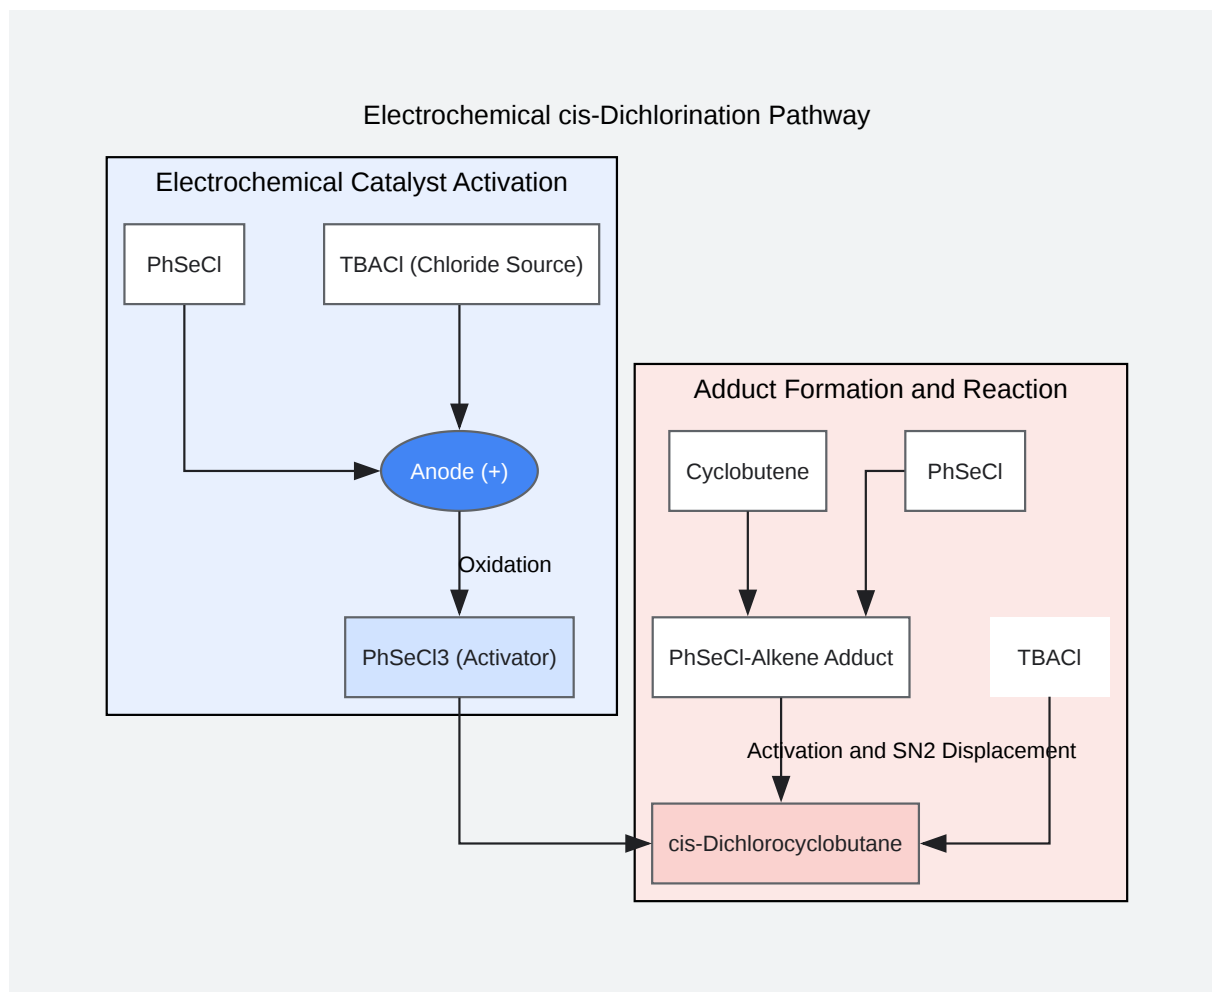 Electrochemical cis-Dichlorination Pathway
Electrochemical Catalyst Activation
PhSeCl
TBACl (Chloride Source)
Anode (+)
Oxidation
PhSeCl3 (Activator)
Adduct Formation and Reaction
Cyclobutene
PhSeCl
PhSeCl-Alkene Adduct
TBACl
Activation and SN2 Displacement
cis-Dichlorocyclobutane